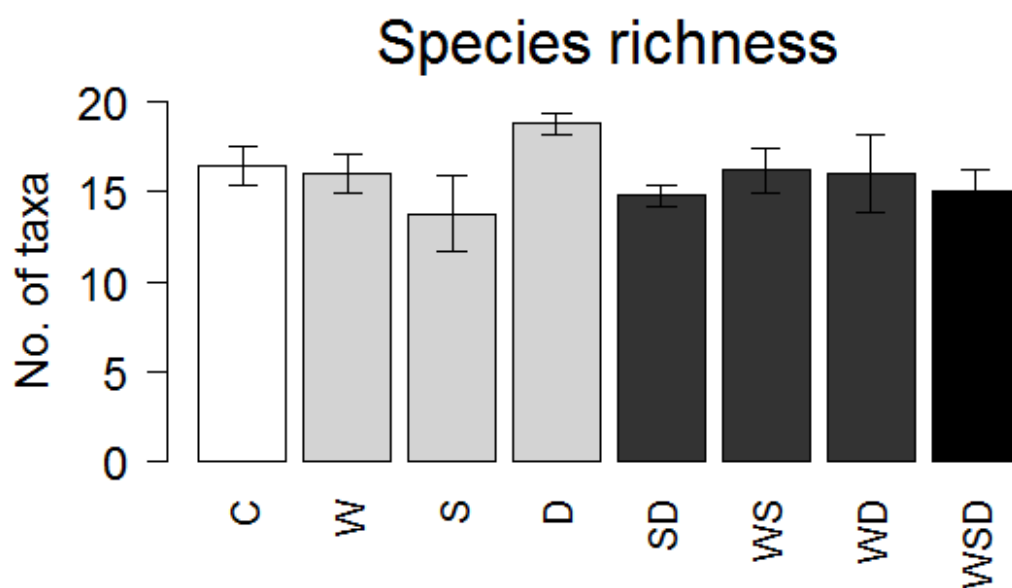 Species richness
No. of taxa
20
15
10
5
0
C
W
S
D
SD
WS
WD
WSD